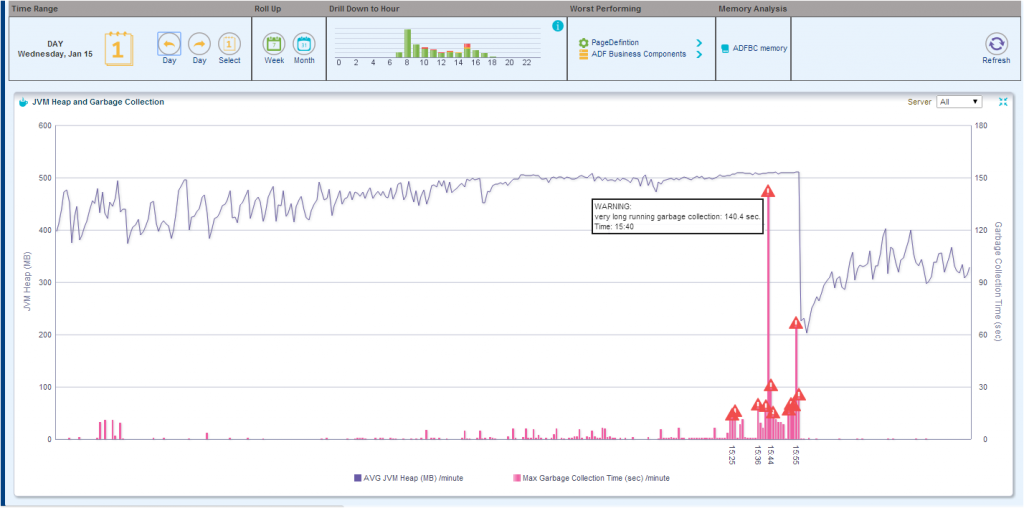 Time Range
Roll Up
Drill Down to Hour
Worst Performing
Memory Analysis
DAY
Wednesday, Jan 15
1
Day
Day
1
Select
7
Week
31
Month
0 2 4 6 8 10 12 14 16 18 20 22
i
PageDefintion
ADF Business Components
ADFBC memory
Refresh
JVM Heap and Garbage Collection
Server
All
600
500
400
300
200
100
0
JVM Heap (MB)
180
150
120
90
60
30
0
Garbage Collection Time (sec)
WARNING:
very long running garbage collection: 140.4 sec.
Time: 15:40
15:25
15:36
15:44
15:55
AVG JVM Heap (MB) /minute
Max Garbage Collection Time (sec) /minute